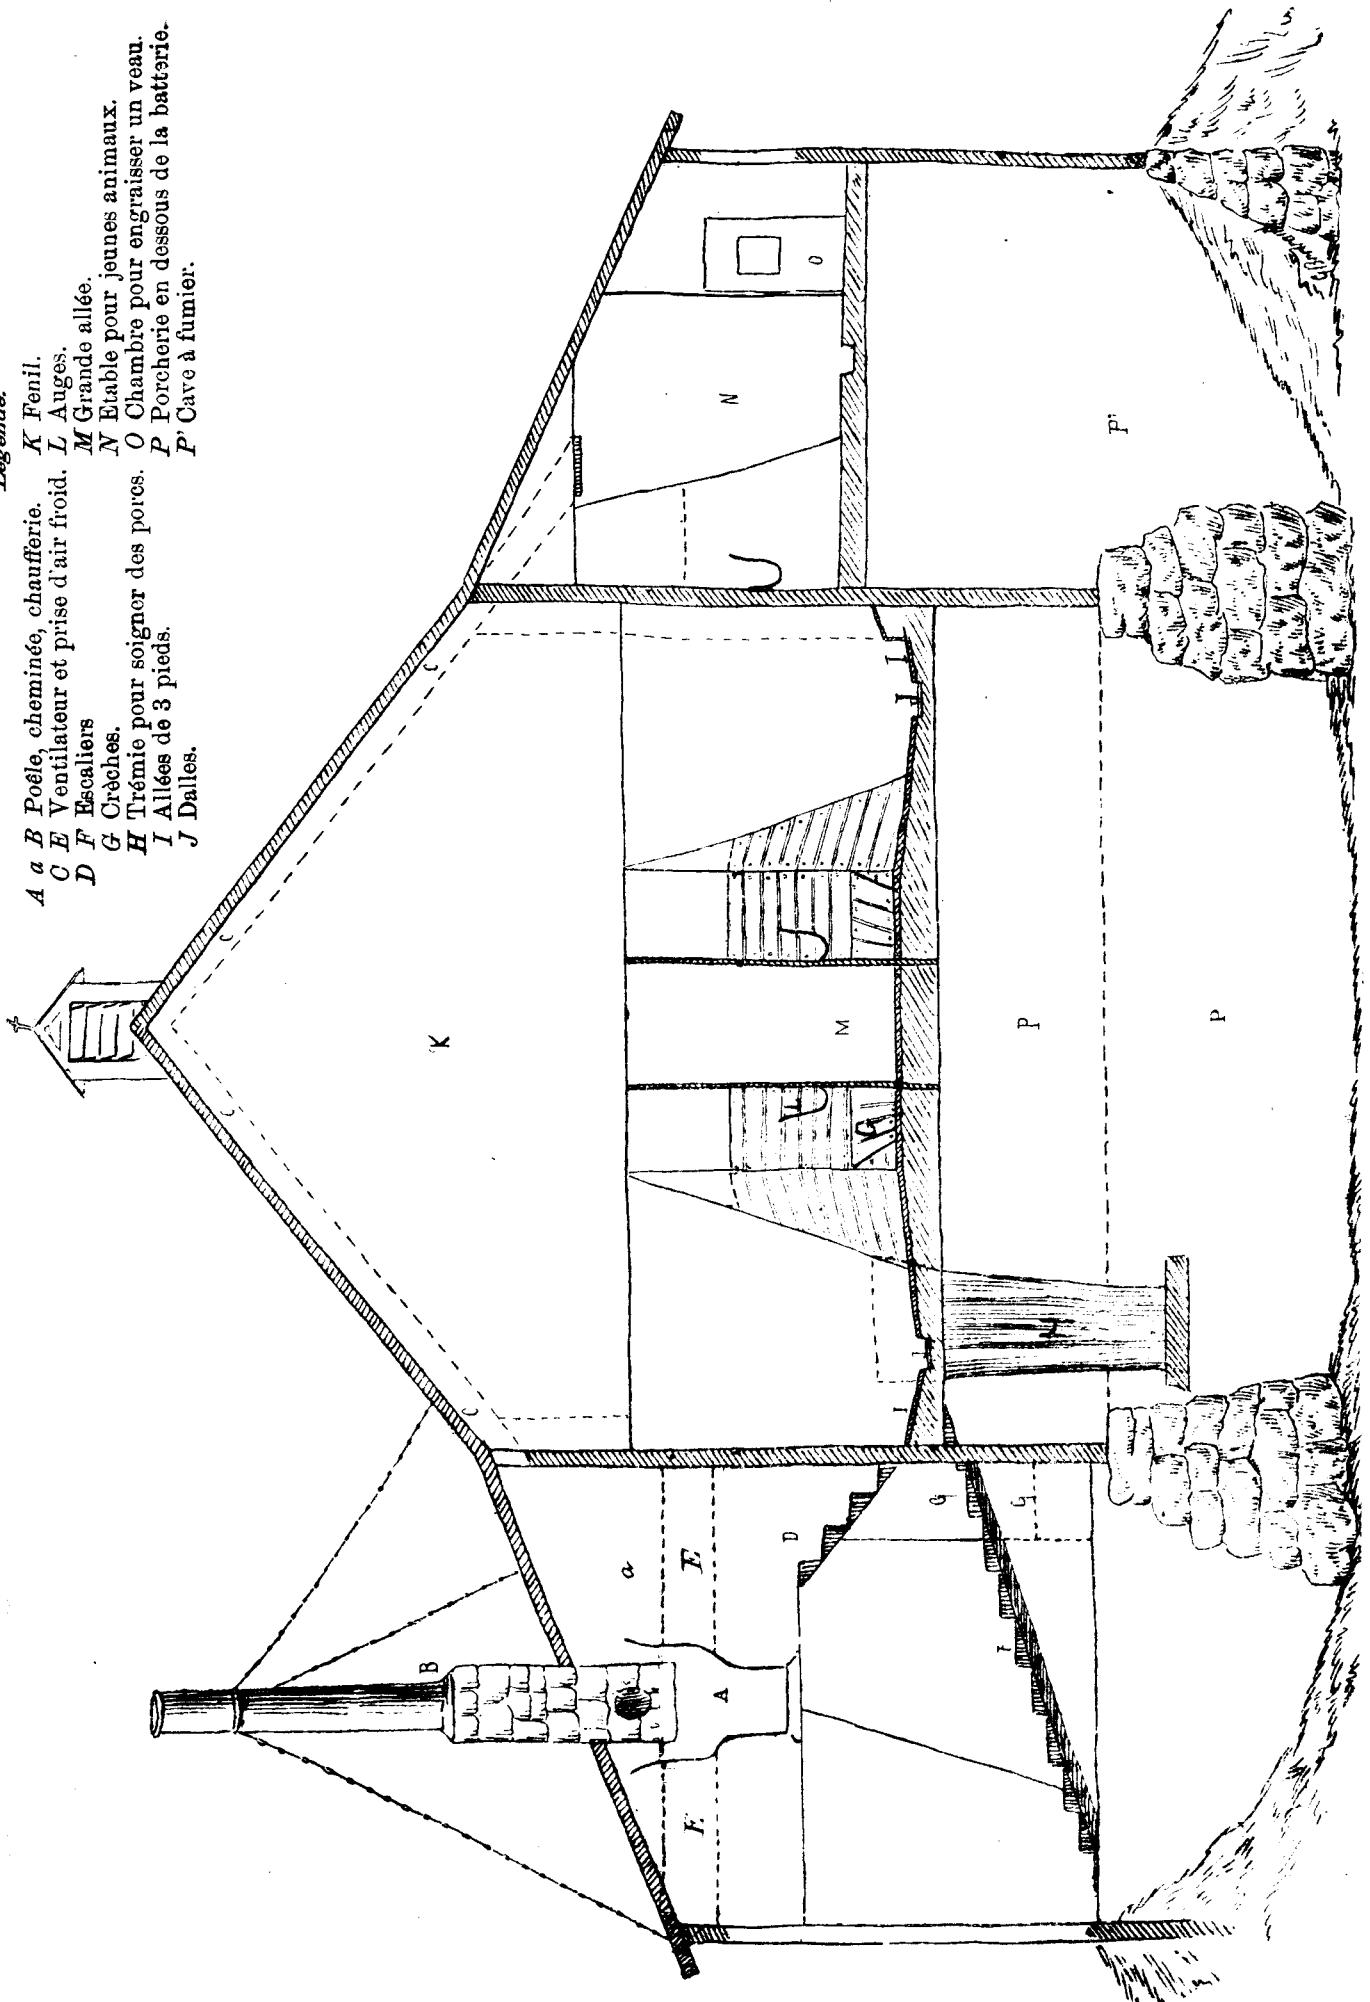 Légende.
A a B Poêle, cheminée, chaufferie.
C E Ventilateur et prise d'air froid.
D F Escaliers
G Crèches.
H Trémie pour soigner des porcs.
I Allées de 3 pieds.
J Dalles.
K Fenil.
L Auges.
M Grande allée.
N Etable pour jeunes animaux.
O Chambre pour engraisser un veau.
P Porcherie en dessous de la batterie.
P' Cave à fumier.
B
C
C
C
C
K
a
E
E
A
D
G
G
F
I
J
L
G
M
J
I
N
O
H
P
P
P'